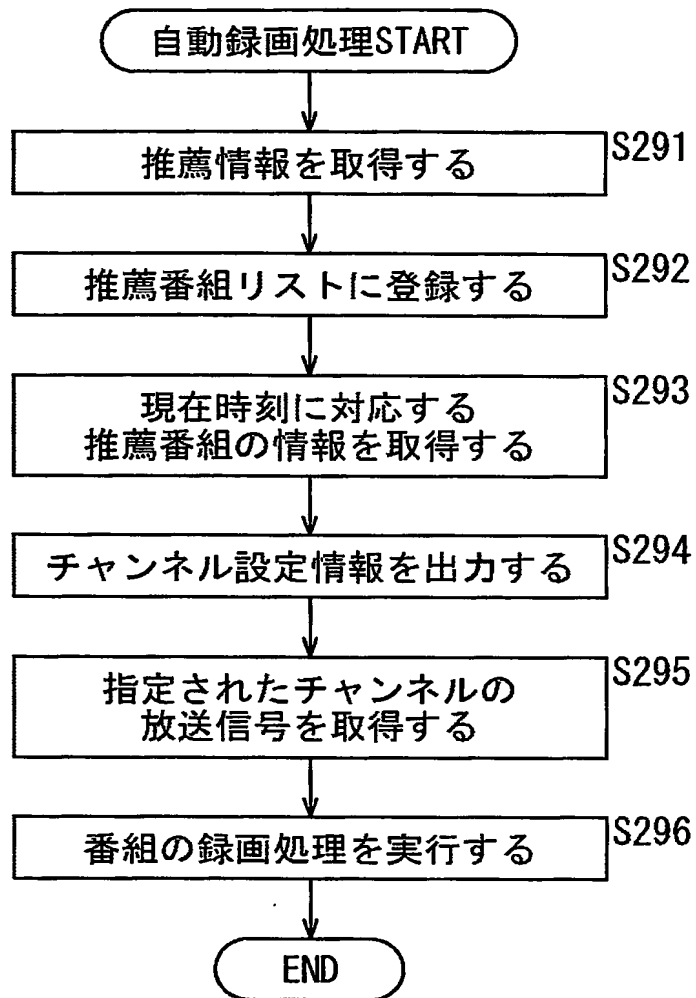 自動録画処理START
推薦情報を取得する
S291
推薦番組リストに登録する
S292
現在時刻に対応する
推薦番組の情報を取得する
S293
チャンネル設定情報を出力する
S294
指定されたチャンネルの
放送信号を取得する
S295
番組の録画処理を実行する
S296
END